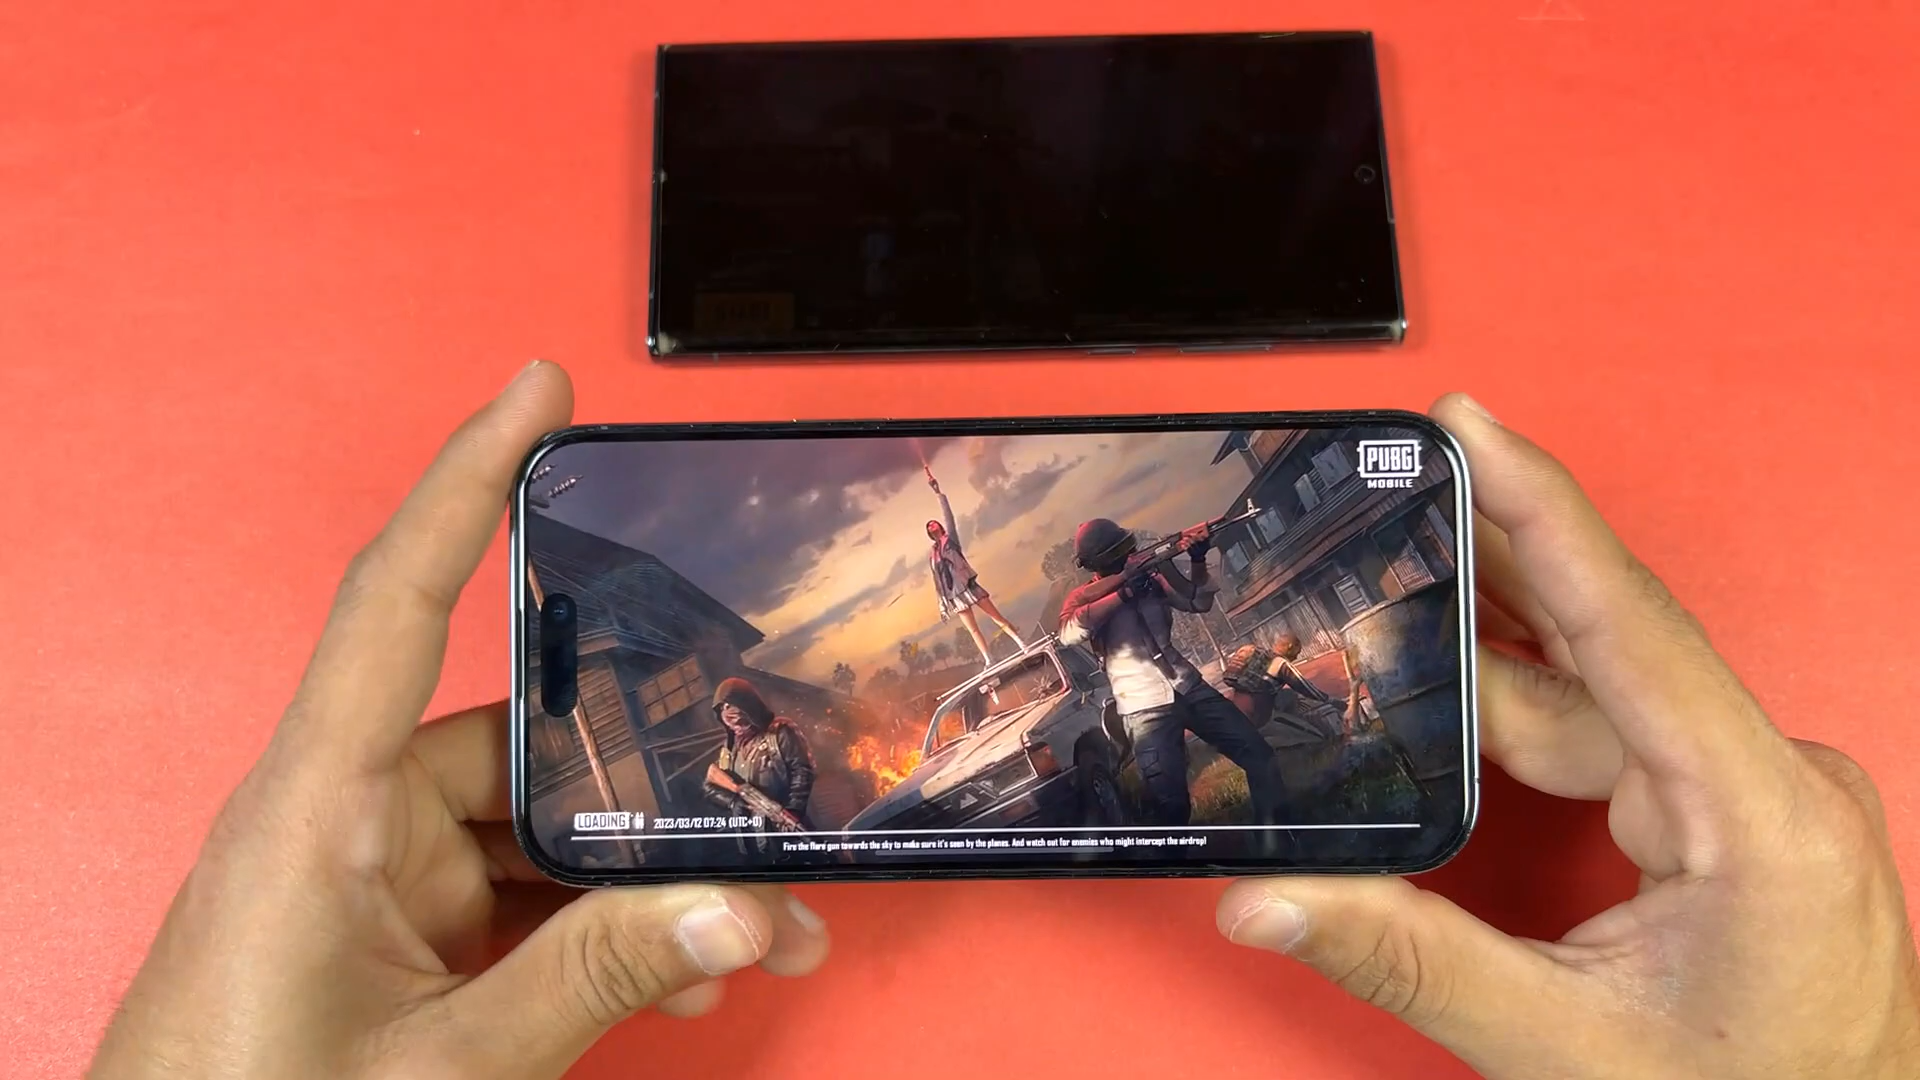 PUBG
MOBILE
LOADING
2023/03/12 07:24 (UTC+0)
Fire the flare gun towards the sky to make sure it's seen by the planes. And watch out for enemies who might intercept the airdrop!